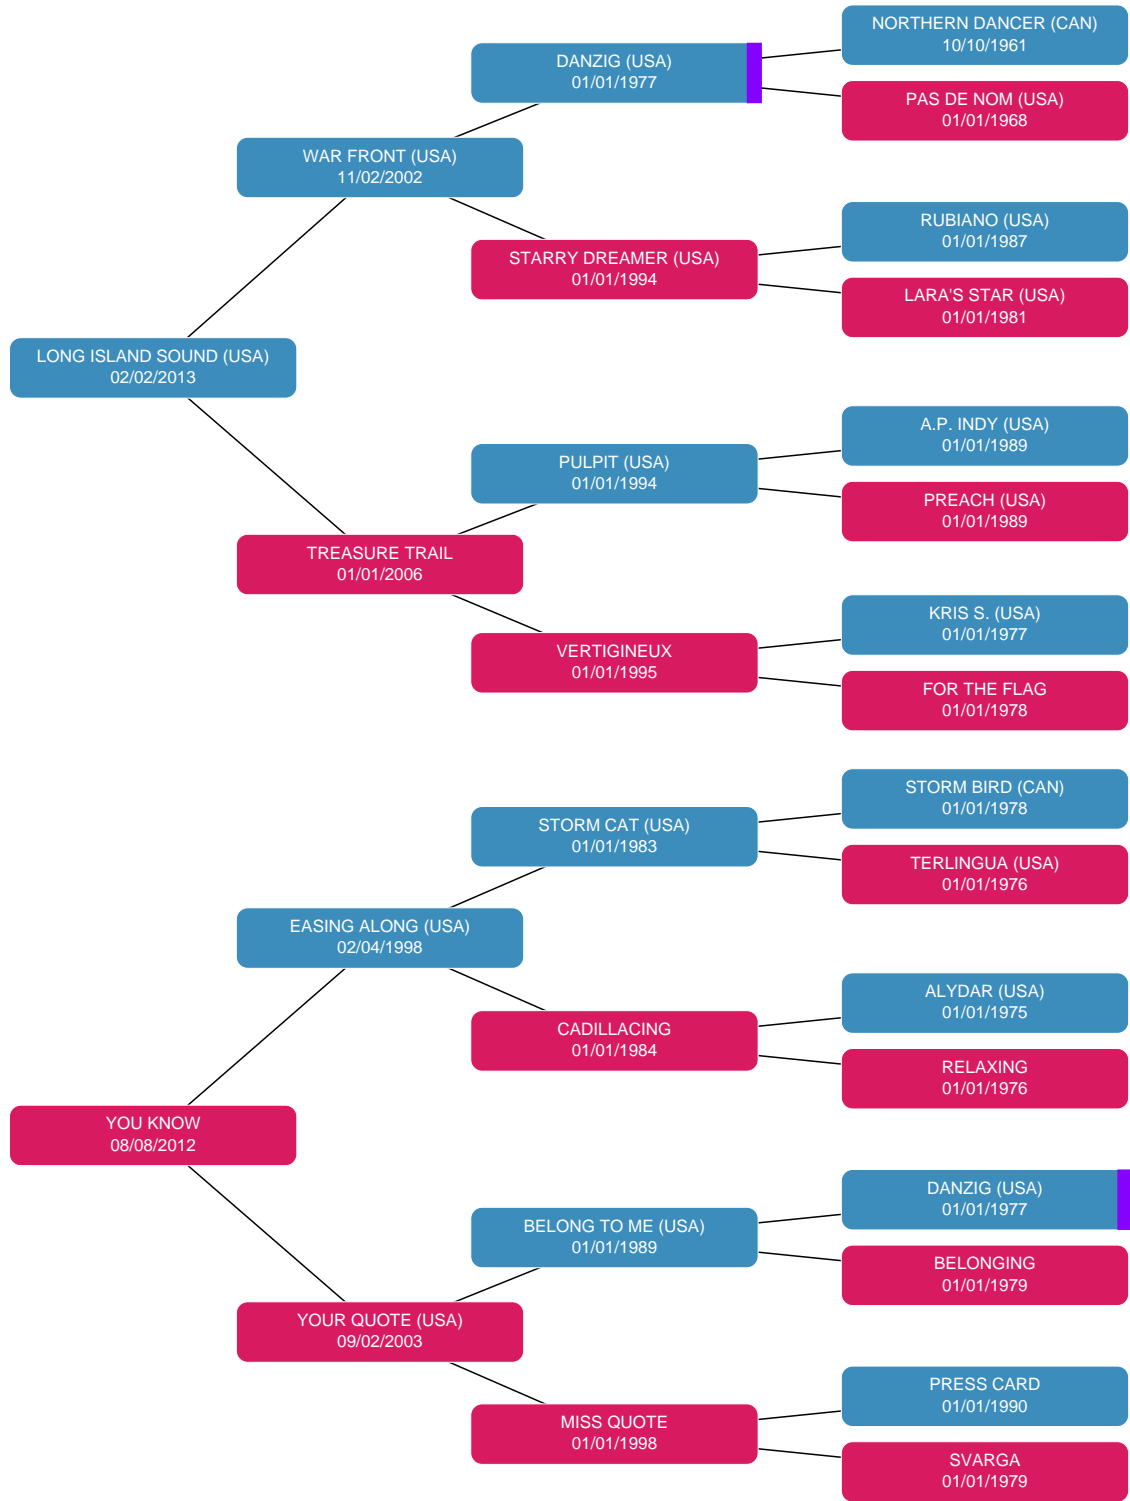 NORTHERN DANCER (CAN)
10/10/1961
DANZIG (USA)
01/01/1977
PAS DE NOM (USA)
01/01/1968
WAR FRONT (USA)
11/02/2002
RUBIANO (USA)
01/01/1987
STARRY DREAMER (USA)
01/01/1994
LARA'S STAR (USA)
01/01/1981
LONG ISLAND SOUND (USA)
02/02/2013
A.P. INDY (USA)
01/01/1989
PULPIT (USA)
01/01/1994
PREACH (USA)
01/01/1989
TREASURE TRAIL
01/01/2006
KRIS S. (USA)
01/01/1977
VERTIGINEUX
01/01/1995
FOR THE FLAG
01/01/1978
STORM BIRD (CAN)
01/01/1978
STORM CAT (USA)
01/01/1983
TERLINGUA (USA)
01/01/1976
EASING ALONG (USA)
02/04/1998
ALYDAR (USA)
01/01/1975
CADILLACING
01/01/1984
RELAXING
01/01/1976
YOU KNOW
08/08/2012
DANZIG (USA)
01/01/1977
BELONG TO ME (USA)
01/01/1989
BELONGING
01/01/1979
YOUR QUOTE (USA)
09/02/2003
PRESS CARD
01/01/1990
MISS QUOTE
01/01/1998
SVARGA
01/01/1979